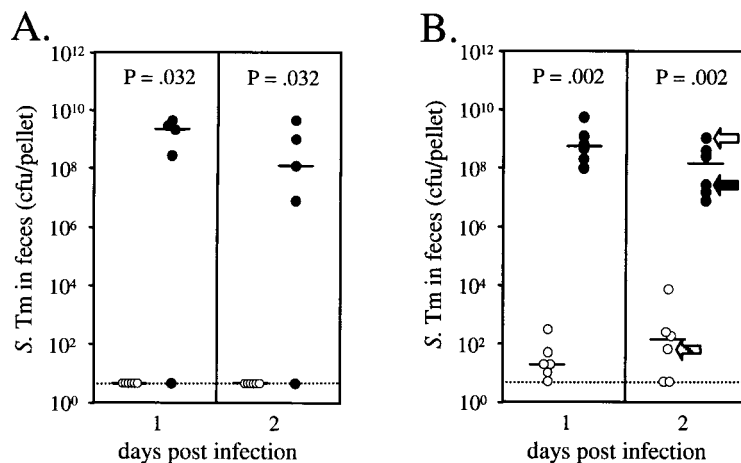 A.
B.
S. Tm in feces (cfu/pellet)
10¹²
10¹⁰
10⁸
10⁶
10⁴
10²
10⁰
P = .032
P = .032
1
2
days post infection
S. Tm in feces (cfu/pellet)
10¹²
10¹⁰
10⁸
10⁶
10⁴
10²
10⁰
P = .002
P = .002
1
2
days post infection